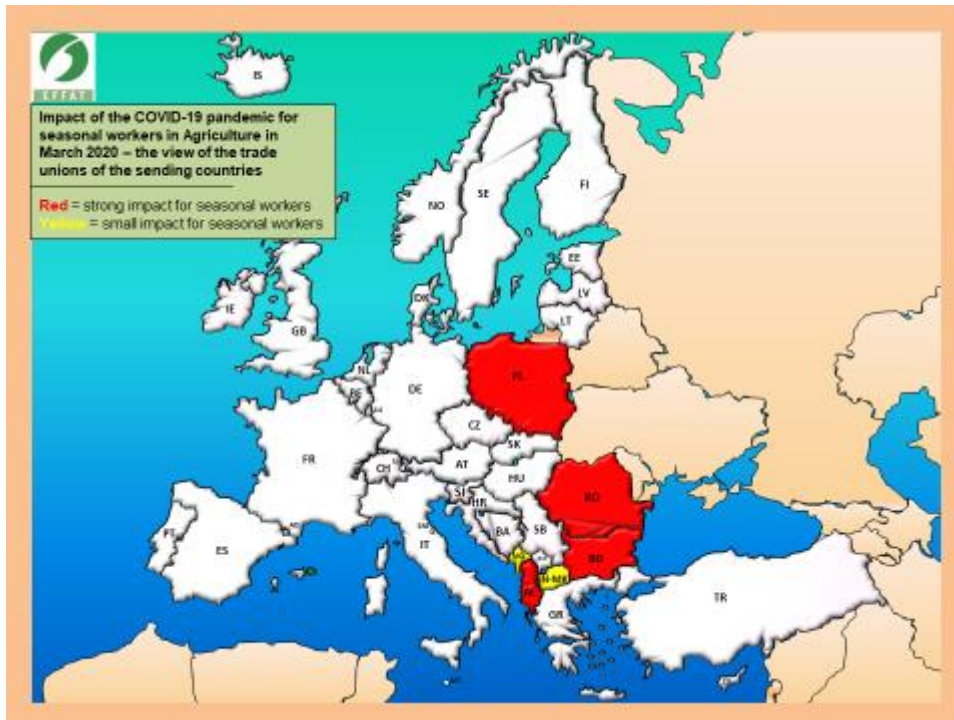 EFFAT
Impact of the COVID-19 pandemic for
seasonal workers in Agriculture in
March 2020 – the view of the trade
unions of the sending countries
Red = strong impact for seasonal workers
Yellow = small impact for seasonal workers
IS
NO
SE
FI
EE
LV
LT
DK
IE
GB
NL
BE
DE
PL
CZ
SK
FR
CH
AT
HU
SI
HR
RO
BA
SB
IT
PT
ES
N-MK
GR
TR